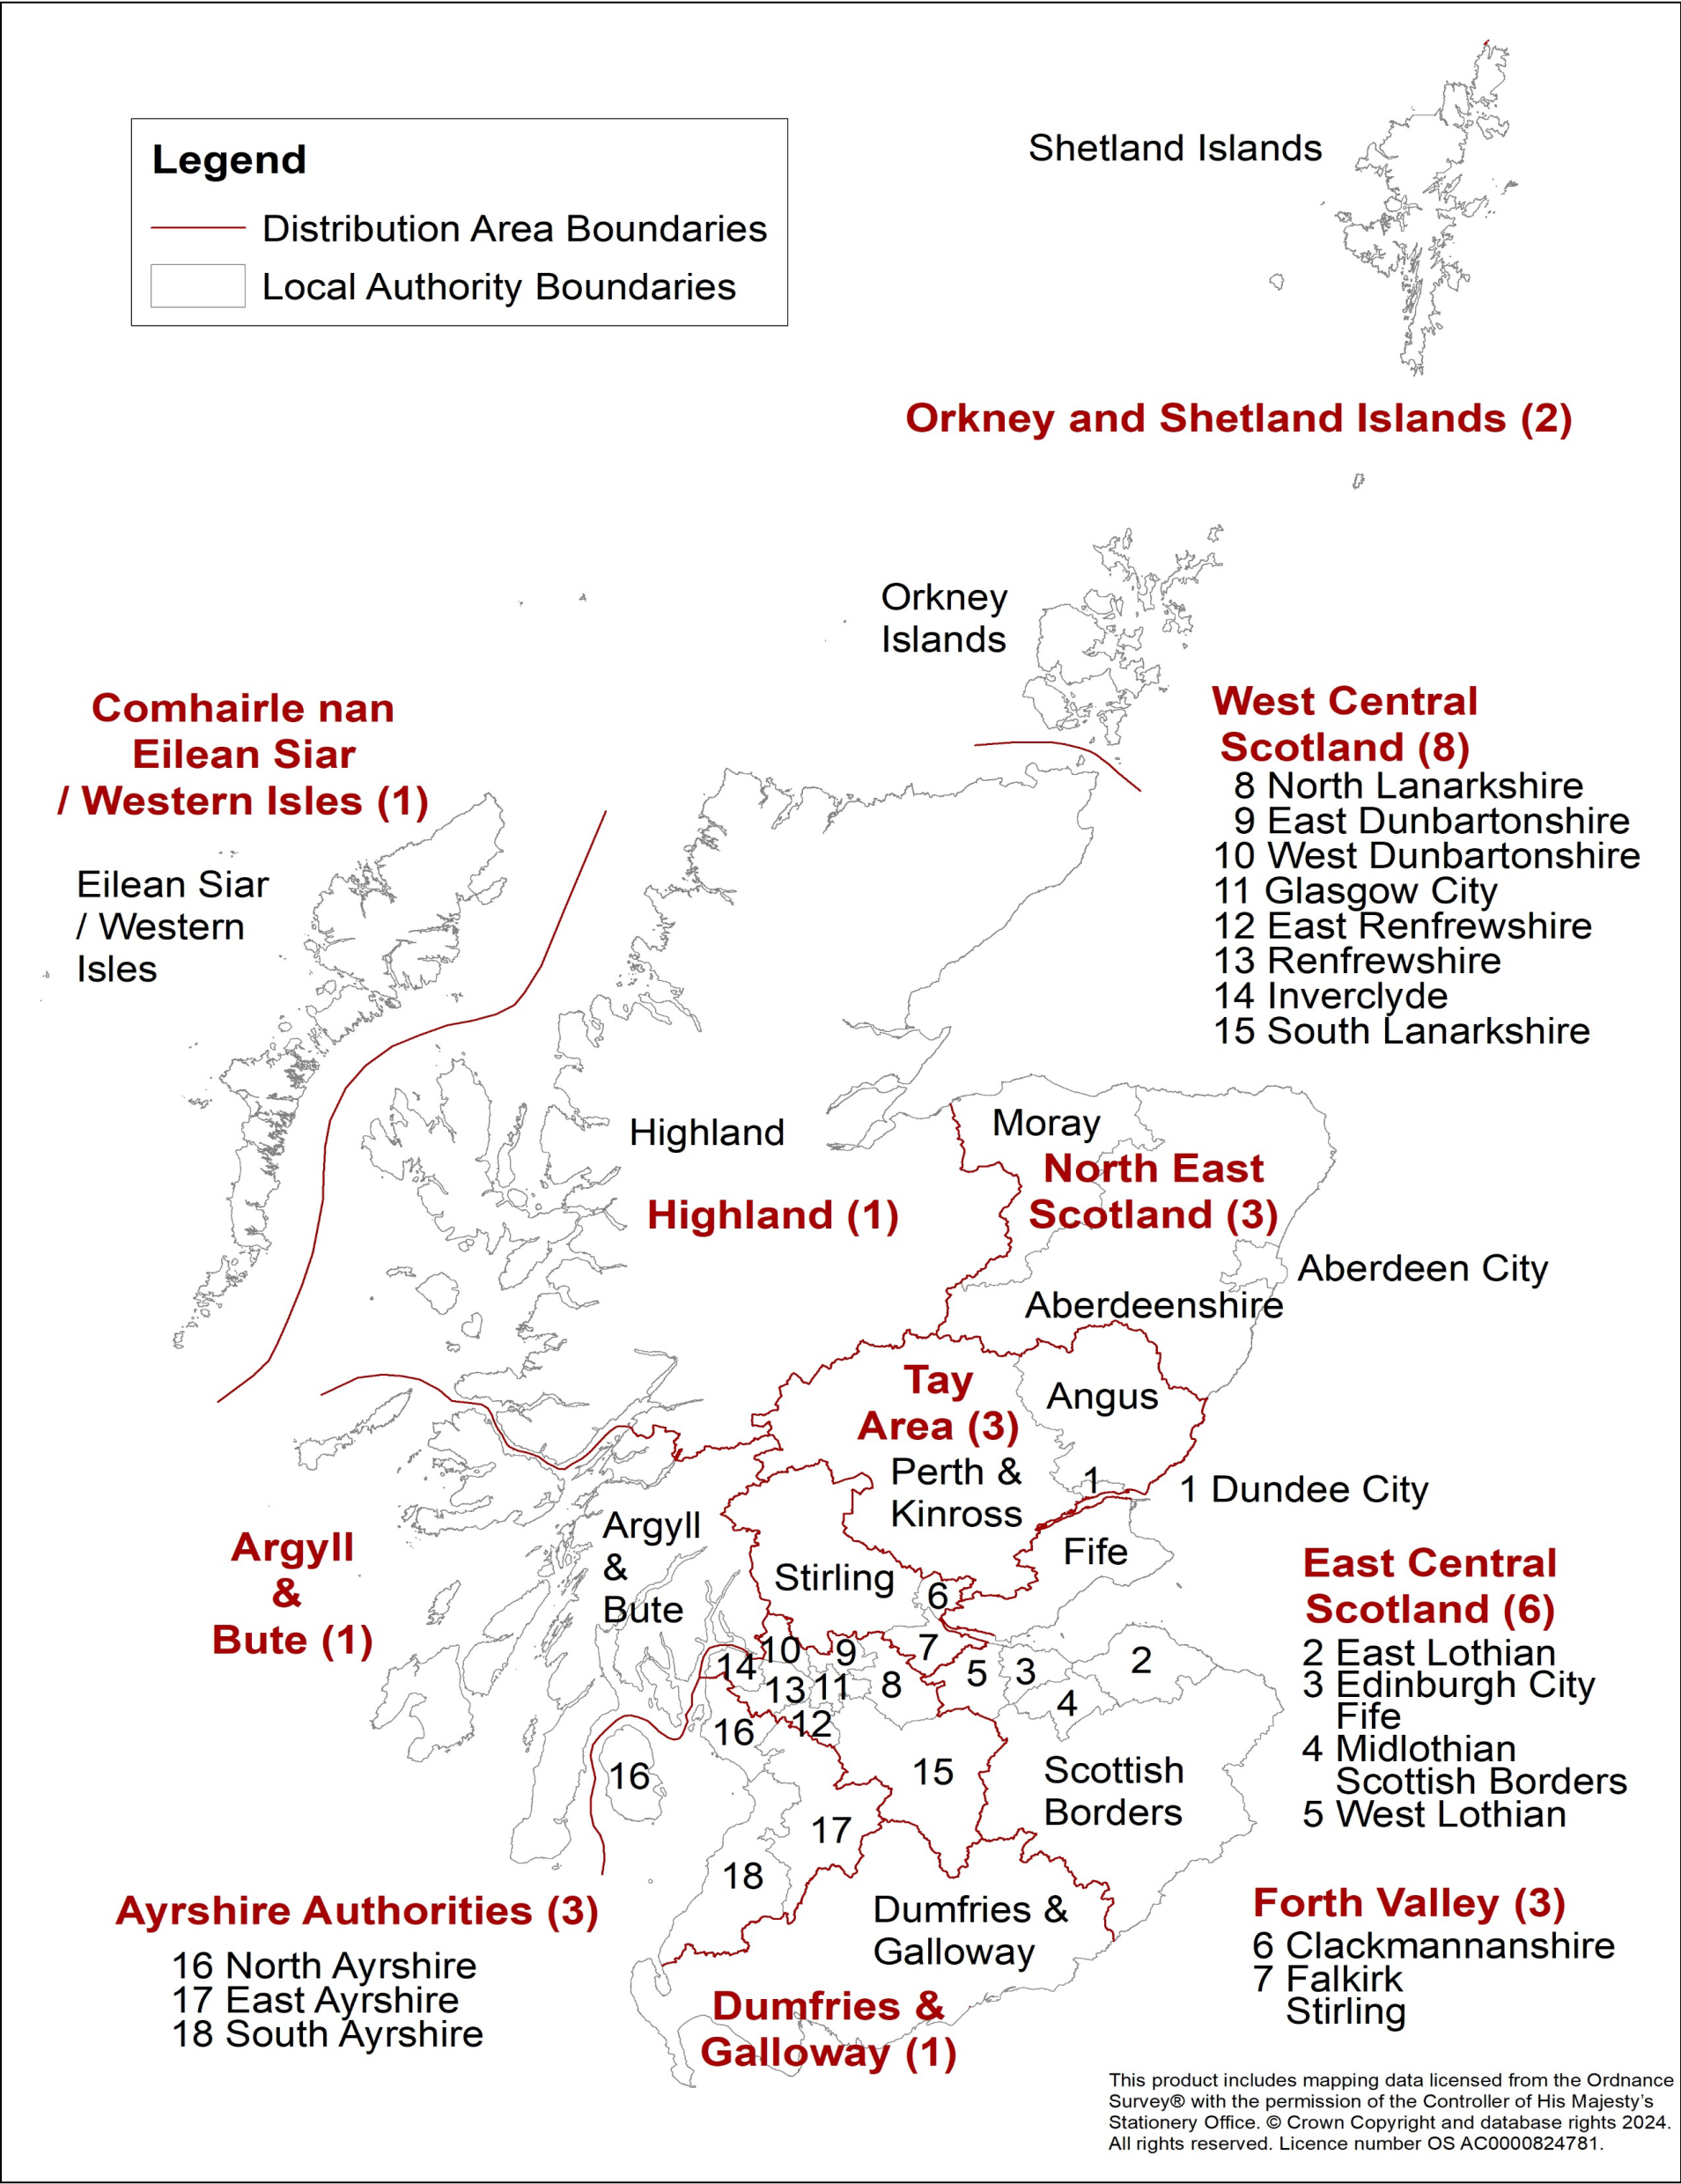 Legend
Distribution Area Boundaries
Local Authority Boundaries
Shetland Islands
Orkney and Shetland Islands (2)
Orkney
Islands
Comhairle nan
Eilean Siar
/ Western Isles (1)
Eilean Siar
/ Western
Isles
West Central
Scotland (8)
8 North Lanarkshire
9 East Dunbartonshire
10 West Dunbartonshire
11 Glasgow City
12 East Renfrewshire
13 Renfrewshire
14 Inverclyde
15 South Lanarkshire
Highland
Highland (1)
Moray
North East
Scotland (3)
Aberdeen City
Aberdeenshire
Tay
Area (3)
Angus
Perth &
Kinross
1
1 Dundee City
Argyll
&
Bute
Argyll
&
Bute (1)
Stirling
Fife
6
East Central
Scotland (6)
2 East Lothian
3 Edinburgh City
Fife
4 Midlothian
Scottish Borders
5 West Lothian
10
9
7
14
13
11
8
5
3
2
4
16
12
16
15
Scottish
Borders
17
18
Dumfries &
Galloway
Ayrshire Authorities (3)
16 North Ayrshire
17 East Ayrshire
18 South Ayrshire
Dumfries &
Galloway (1)
Forth Valley (3)
6 Clackmannanshire
7 Falkirk
Stirling
This product includes mapping data licensed from the Ordnance
Survey® with the permission of the Controller of His Majesty's
Stationery Office. © Crown Copyright and database rights 2024.
All rights reserved. Licence number OS AC0000824781.